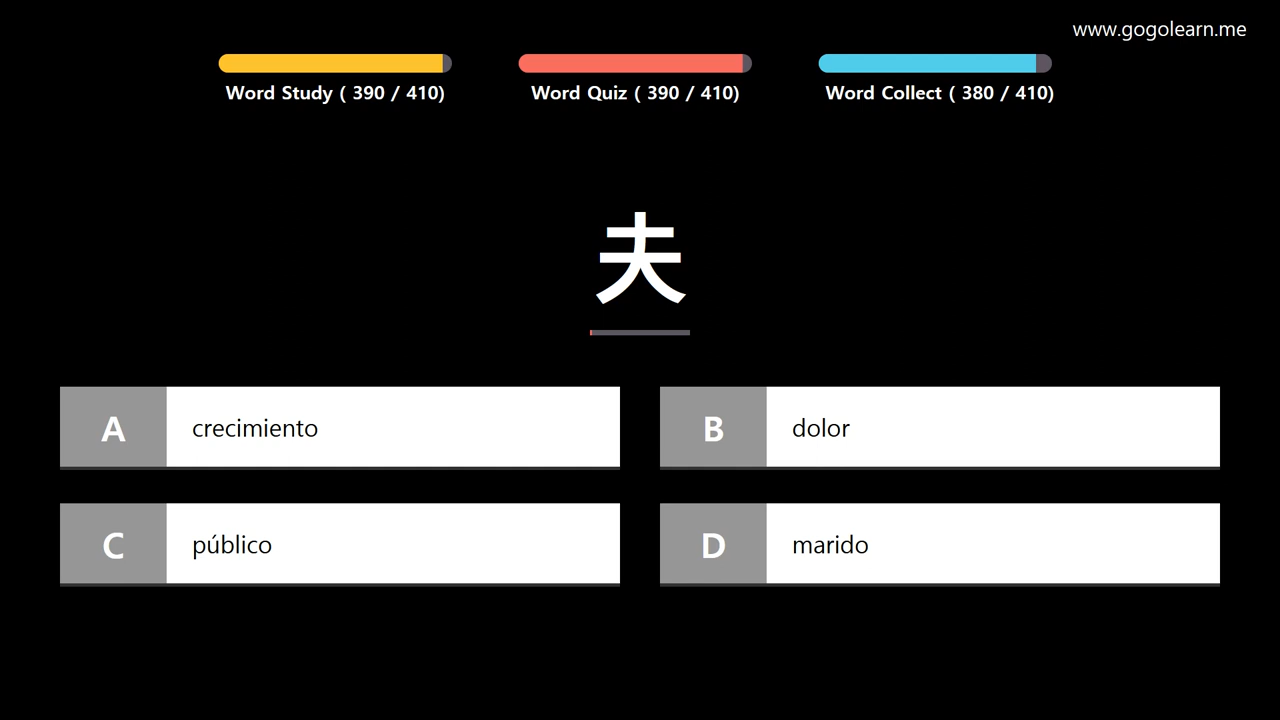 www.gogolearn.me
Word Study ( 390 / 410)
Word Quiz ( 390 / 410)
Word Collect ( 380 / 410)
夫
A crecimiento
B dolor
C público
D marido